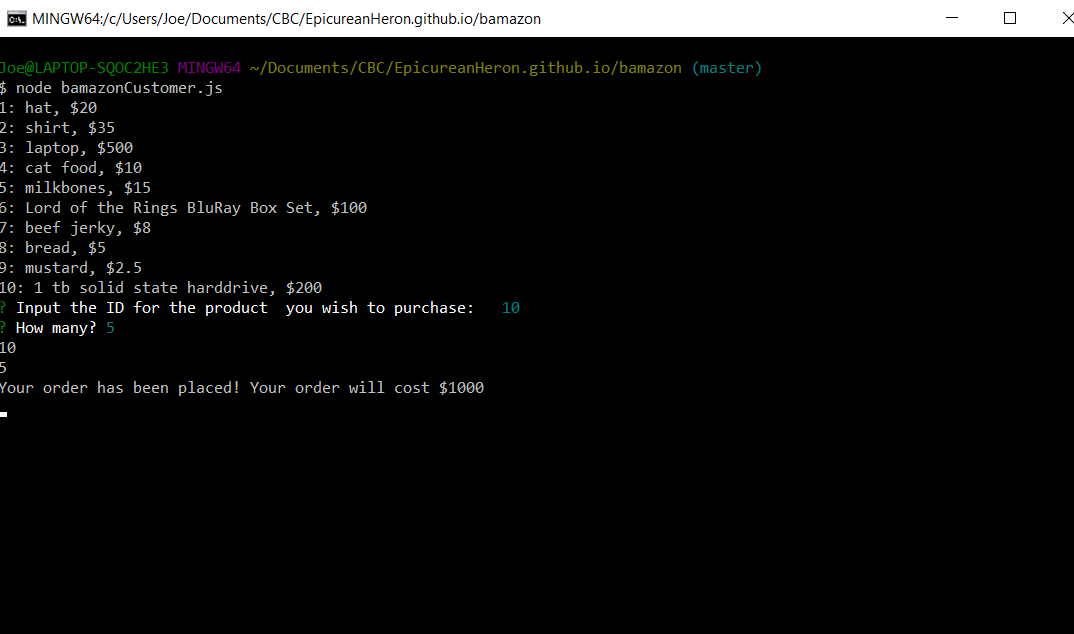 MINGW64:/c/Users/Joe/Documents/CBC/EpicureanHeron.github.io/bamazon
Joe@LAPTOP-SQOC2HE3 MINGW64 ~/Documents/CBC/EpicureanHeron.github.io/bamazon (master)
$ node bamazonCustomer.js
1: hat, $20
2: shirt, $35
3: laptop, $500
4: cat food, $10
5: milkbones, $15
6: Lord of the Rings BluRay Box Set, $100
7: beef jerky, $8
8: bread, $5
9: mustard, $2.5
10: 1 tb solid state harddrive, $200
? Input the ID for the product  you wish to purchase:   10
? How many? 5
10
5
Your order has been placed! Your order will cost $1000